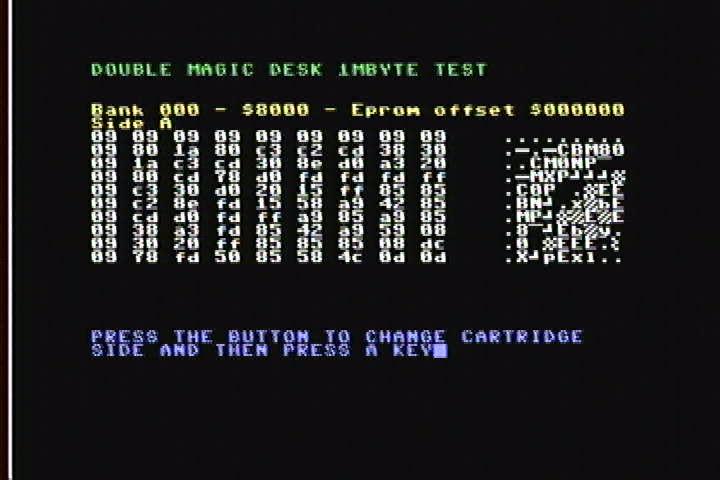 DOUBLE MAGIC DESK 1MBYTE TEST
Bank 000 - $8000 - Eprom offset $000000
Side A
09 09 09 09 09 09 09 09 09 .........
09 80 1a 80 c3 c2 cd 38 30 CBM80
09 1a c3 cd 30 8e d0 a3 20
09 80 cd 78 d0 fd fd fd ff
09 c3 30 d0 20 15 ff 85 85
09 c2 8e fd 15 58 a9 42 85
09 cd d0 fd ff a9 85 a9 85
09 38 a3 fd 85 42 a9 59 08
09 30 20 ff 85 85 85 08 dc
09 78 fd 50 85 58 4c 0d 0d
PRESS THE BUTTON TO CHANGE CARTRIDGE
SIDE AND THEN PRESS A KEY